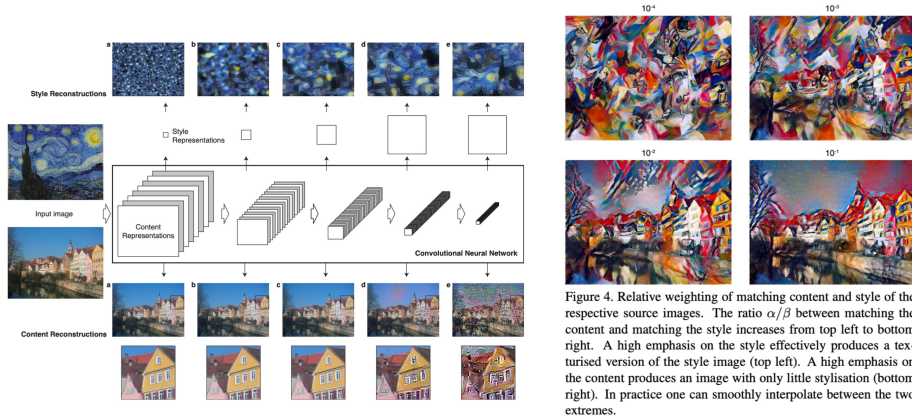 a b c d e
Style Reconstructions
Style
Representations
Input image
Content
Representations
Convolutional Neural Network
a b c d e
Content Reconstructions
10-4 10-3
10-2 10-1
Figure 4. Relative weighting of matching content and style of the
respective source images. The ratio α/β between matching the
content and matching the style increases from top left to bottom
right. A high emphasis on the style effectively produces a tex-
turised version of the style image (top left). A high emphasis on
the content produces an image with only little stylisation (bottom
right). In practice one can smoothly interpolate between the two
extremes.